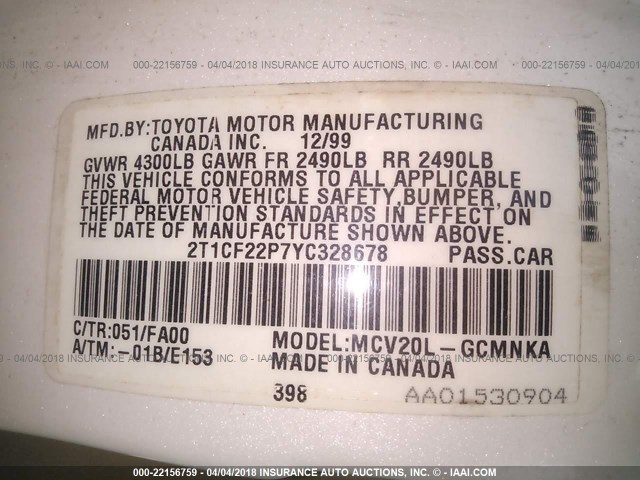 000-22156759 - 04/04/2018 INSURANCE AUTO AUCTIONS, INC. - IAAI.COM
MFD.BY:TOYOTA MOTOR MANUFACTURING
CANADA INC. 12/99
GVWR 4300LB GAWR FR 2490LB RR 2490LB
THIS VEHICLE CONFORMS TO ALL APPLICABLE
FEDERAL MOTOR VEHICLE SAFETY,BUMPER, AND
THEFT PREVENTION STANDARDS IN EFFECT ON
THE DATE OF MANUFACTURE SHOWN ABOVE.
2T1CF22P7YC328678 PASS.CAR
C/TR:051/FA00 MODEL:MCV20L-GCMNKA
A/TM:-01B/E153 MADE IN CANADA
398 AA01530904
000-22156759 - 04/04/2018 INSURANCE AUTO AUCTIONS, INC. - IAAI.COM